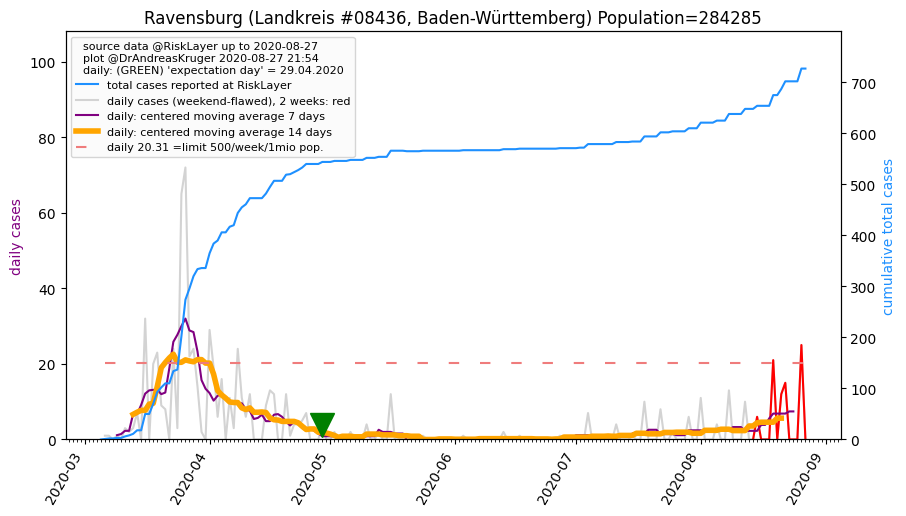 Ravensburg (Landkreis #08436, Baden-Württemberg) Population=284285
source data @RiskLayer up to 2020-08-27
plot @DrAndreasKruger 2020-08-27 21:54
daily: (GREEN) 'expectation day' = 29.04.2020
total cases reported at RiskLayer
daily cases (weekend-flawed), 2 weeks: red
daily: centered moving average 7 days
daily: centered moving average 14 days
daily 20.31 =limit 500/week/1mio pop.
daily cases
100
80
60
40
20
0
cumulative total cases
700
600
500
400
300
200
100
0
2020-03
2020-04
2020-05
2020-06
2020-07
2020-08
2020-09